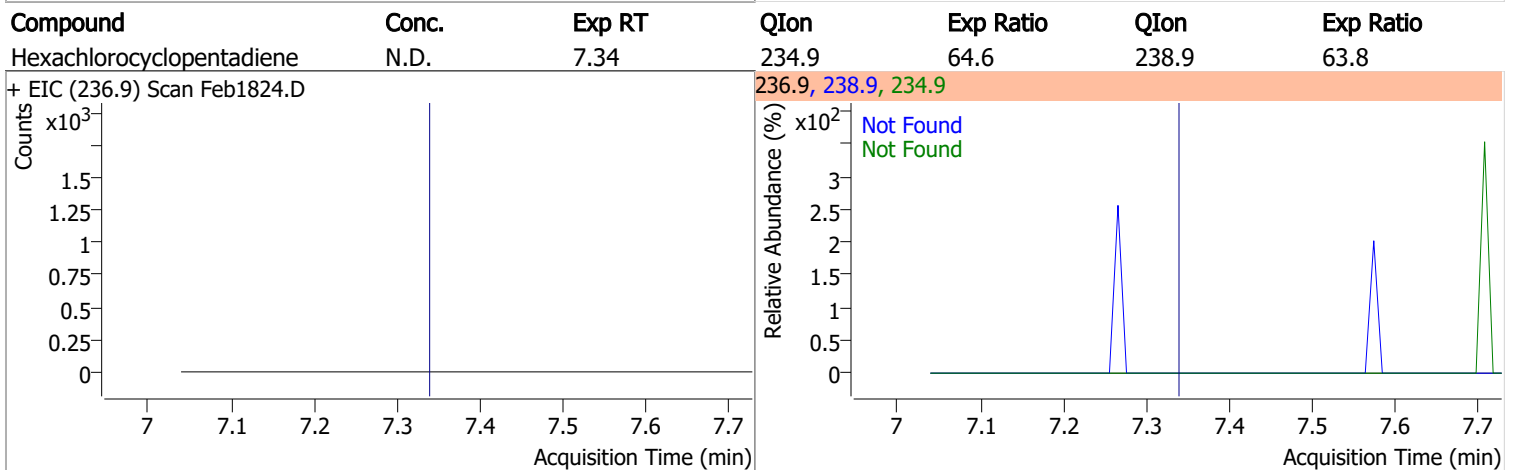 Compound Conc. Exp RT QIon Exp Ratio QIon Exp Ratio
Hexachlorocyclopentadiene N.D. 7.34 234.9 64.6 238.9 63.8
+ EIC (236.9) Scan Feb1824.D
Counts
x10³
1.5
1.25
1
0.75
0.5
0.25
0
7 7.1 7.2 7.3 7.4 7.5 7.6 7.7
Acquisition Time (min)
236.9, 238.9, 234.9
Relative Abundance (%)
x10²
Not Found
Not Found
3
2.5
2
1.5
1
0.5
0
7 7.1 7.2 7.3 7.4 7.5 7.6 7.7
Acquisition Time (min)